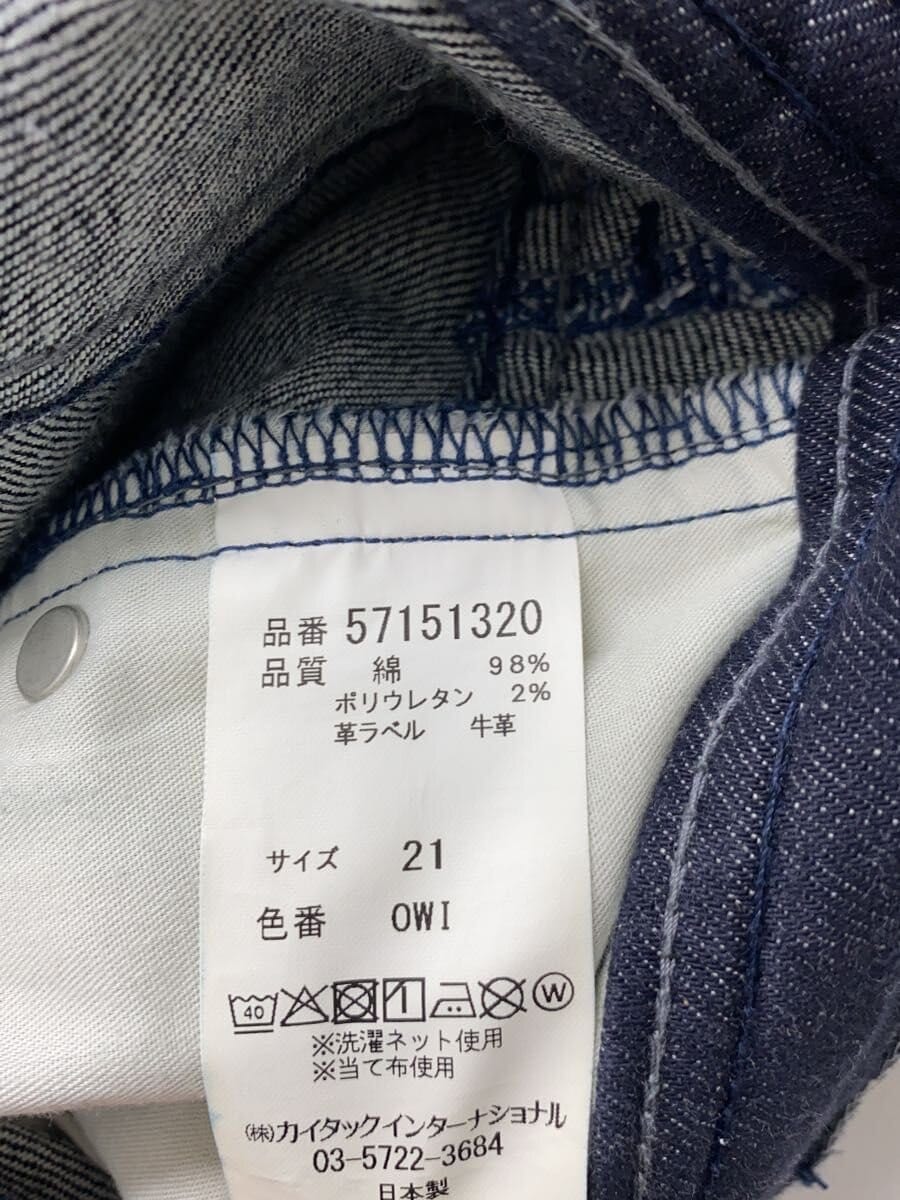 品番 57151320
品質 綿 98%
ポリウレタン 2%
革ラベル 牛革
サイズ 21
色番 OWI
40 W
※洗濯ネット使用
※当て布使用
㈱カイタックインターナショナル
03-5722-3684
日本製